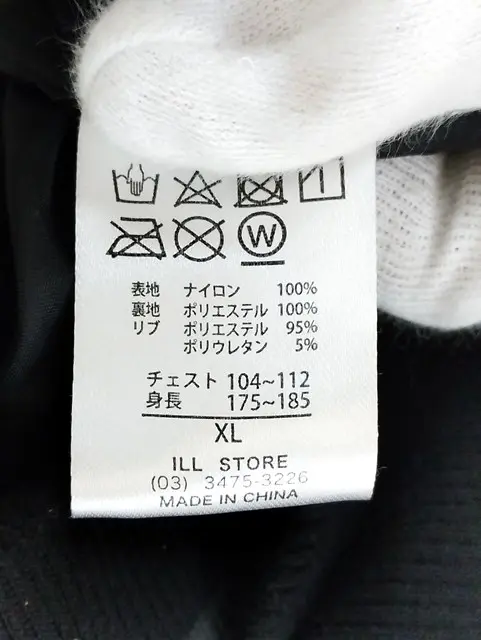 W
表地 ナイロン 100%
裏地 ポリエステル 100%
リブ ポリエステル 95%
ポリウレタン 5%
チェスト 104~112
身長 175~185
XL
ILL STORE
(03) 3475-3226
MADE IN CHINA